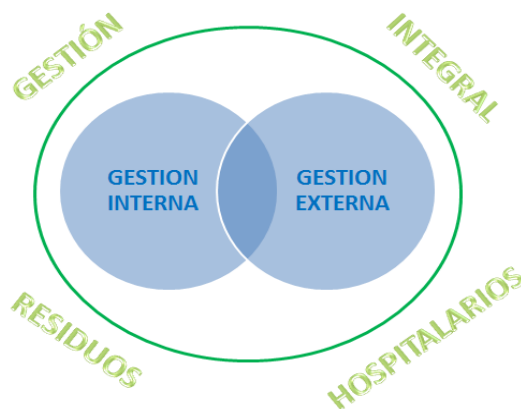 GESTIÓN
INTEGRAL
GESTION
INTERNA
GESTION
EXTERNA
RESIDUOS
HOSPITALARIOS